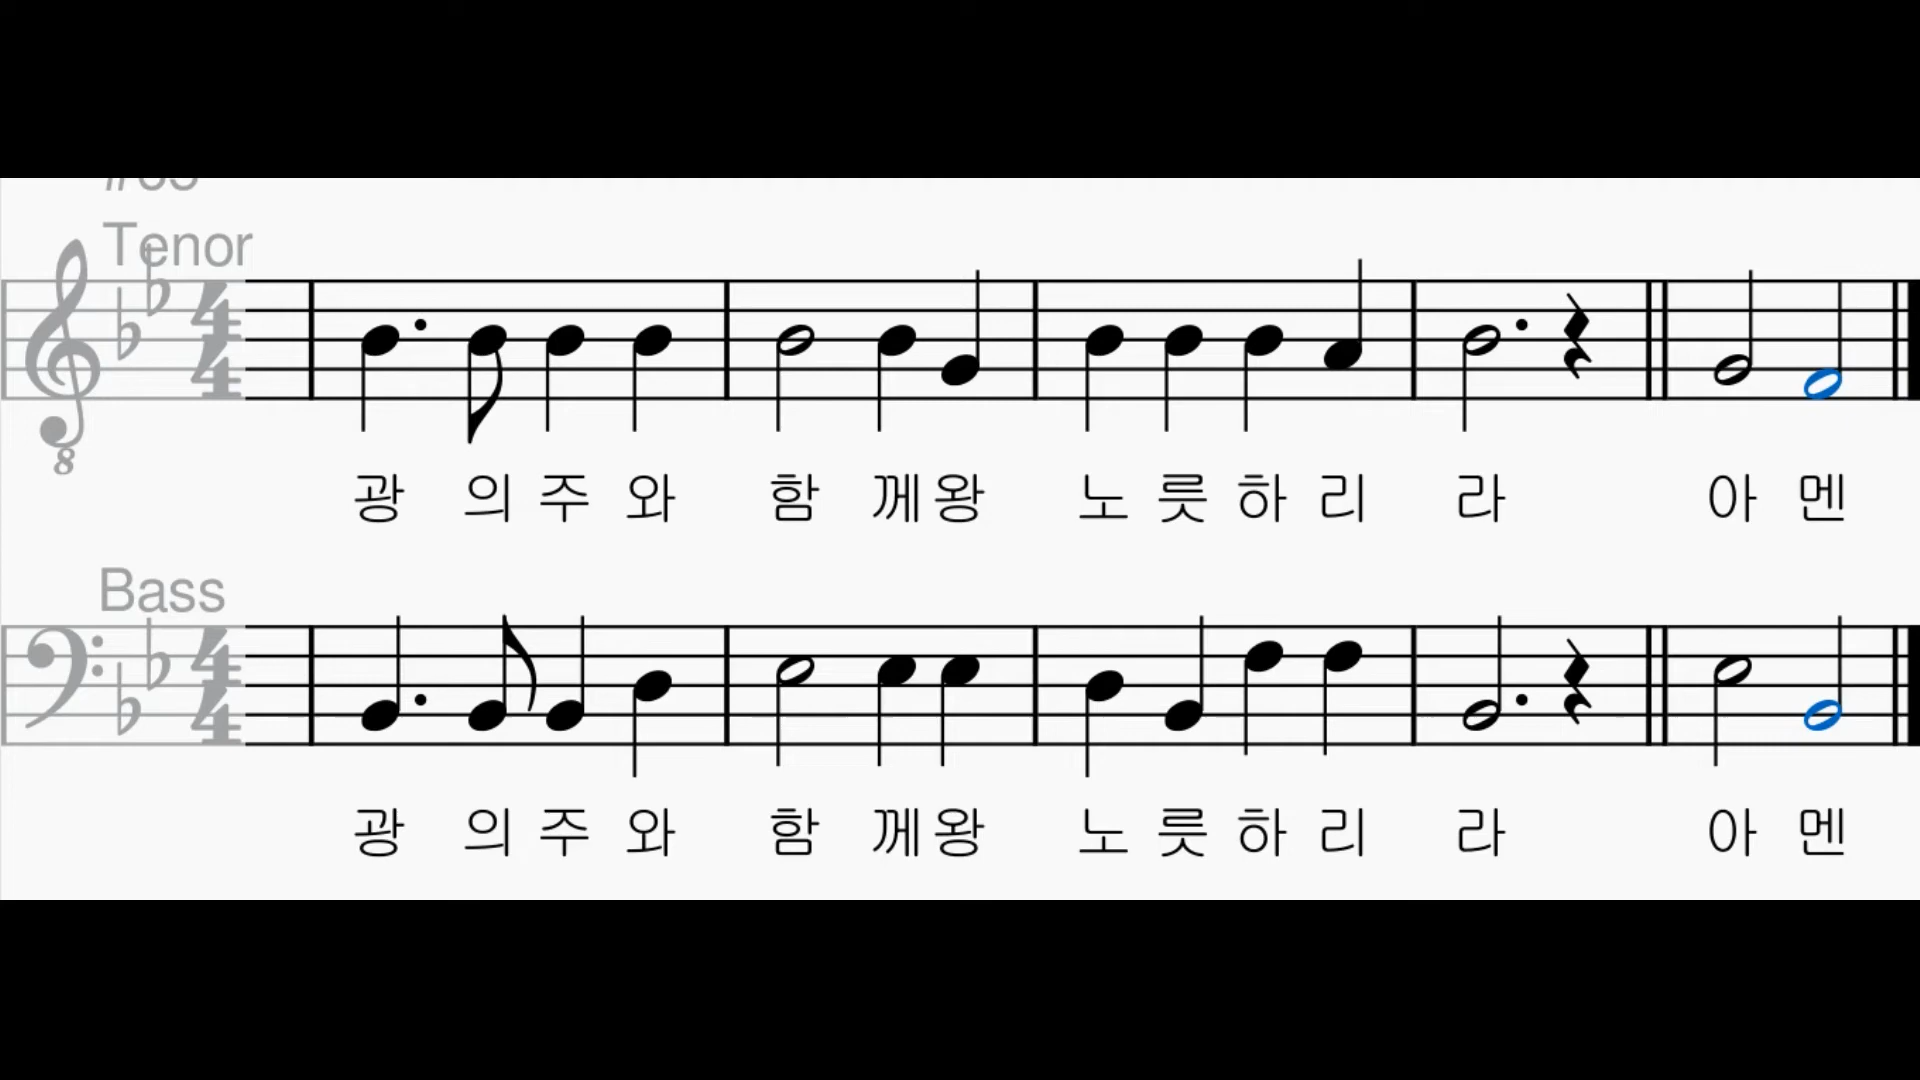 Tenor
광 의 주 와 함 께 왕 노 릇 하 리 라 아 멘
Bass
광 의 주 와 함 께 왕 노 릇 하 리 라 아 멘